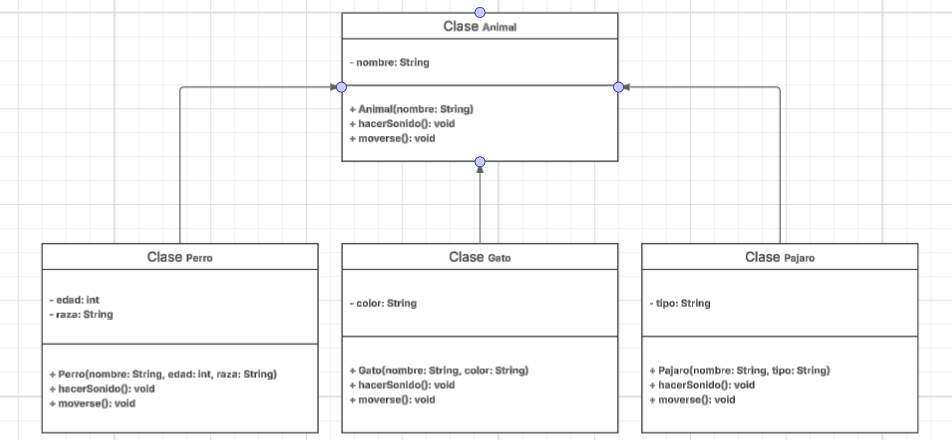 Clase Animal
- nombre: String
+ Animal(nombre: String)
+ hacerSonido(): void
+ moverse(): void
Clase Perro
- edad: int
- raza: String
+ Perro(nombre: String, edad: int, raza: String)
+ hacerSonido(): void
+ moverse(): void
Clase Gato
- color: String
+ Gato(nombre: String, color: String)
+ hacerSonido(): void
+ moverse(): void
Clase Pajaro
- tipo: String
+ Pajaro(nombre: String, tipo: String)
+ hacerSonido(): void
+ moverse(): void